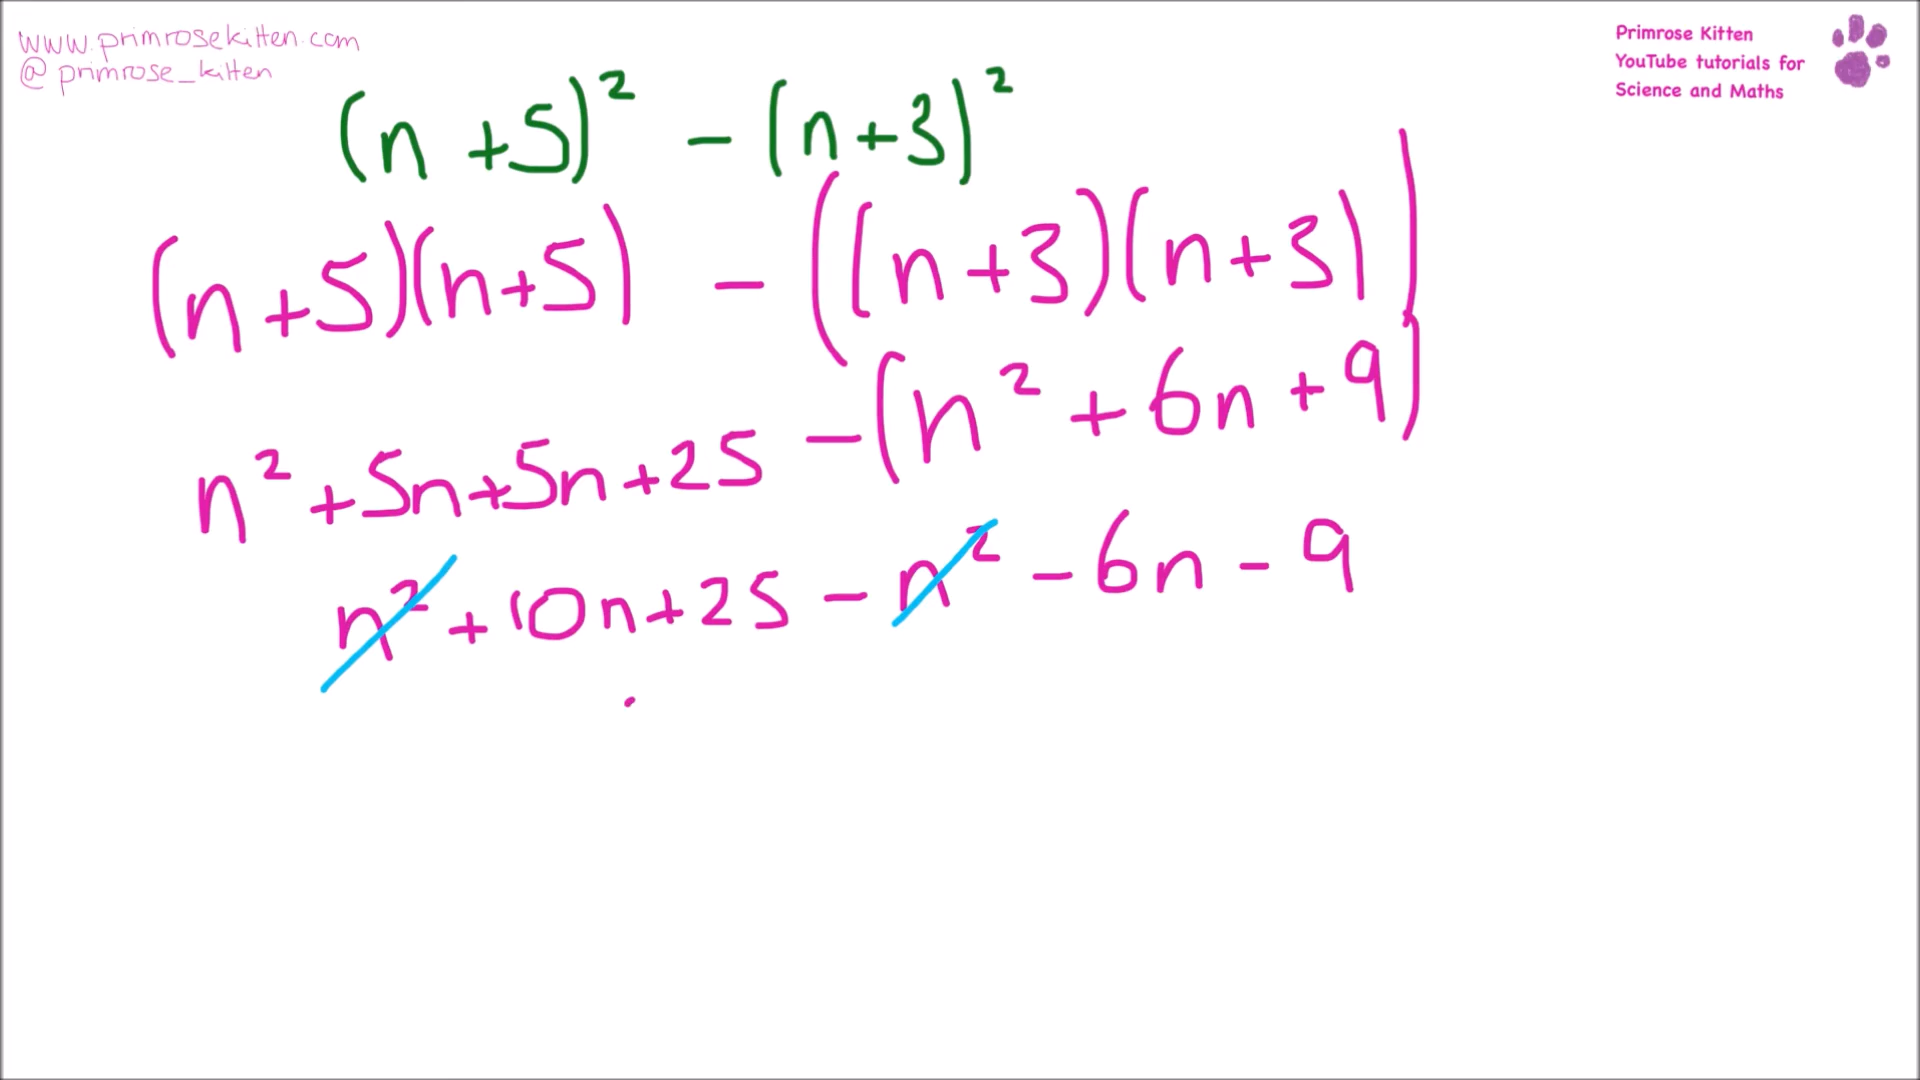 www.primrosekitten.com
@primrose_kitten
Primrose Kitten
YouTube tutorials for
Science and Maths
(n+5)² - (n+3)²
(n+5)(n+5) - ((n+3)(n+3))
n²+5n+5n+25 -(n²+6n+9)
n²+10n+25 - n² - 6n - 9